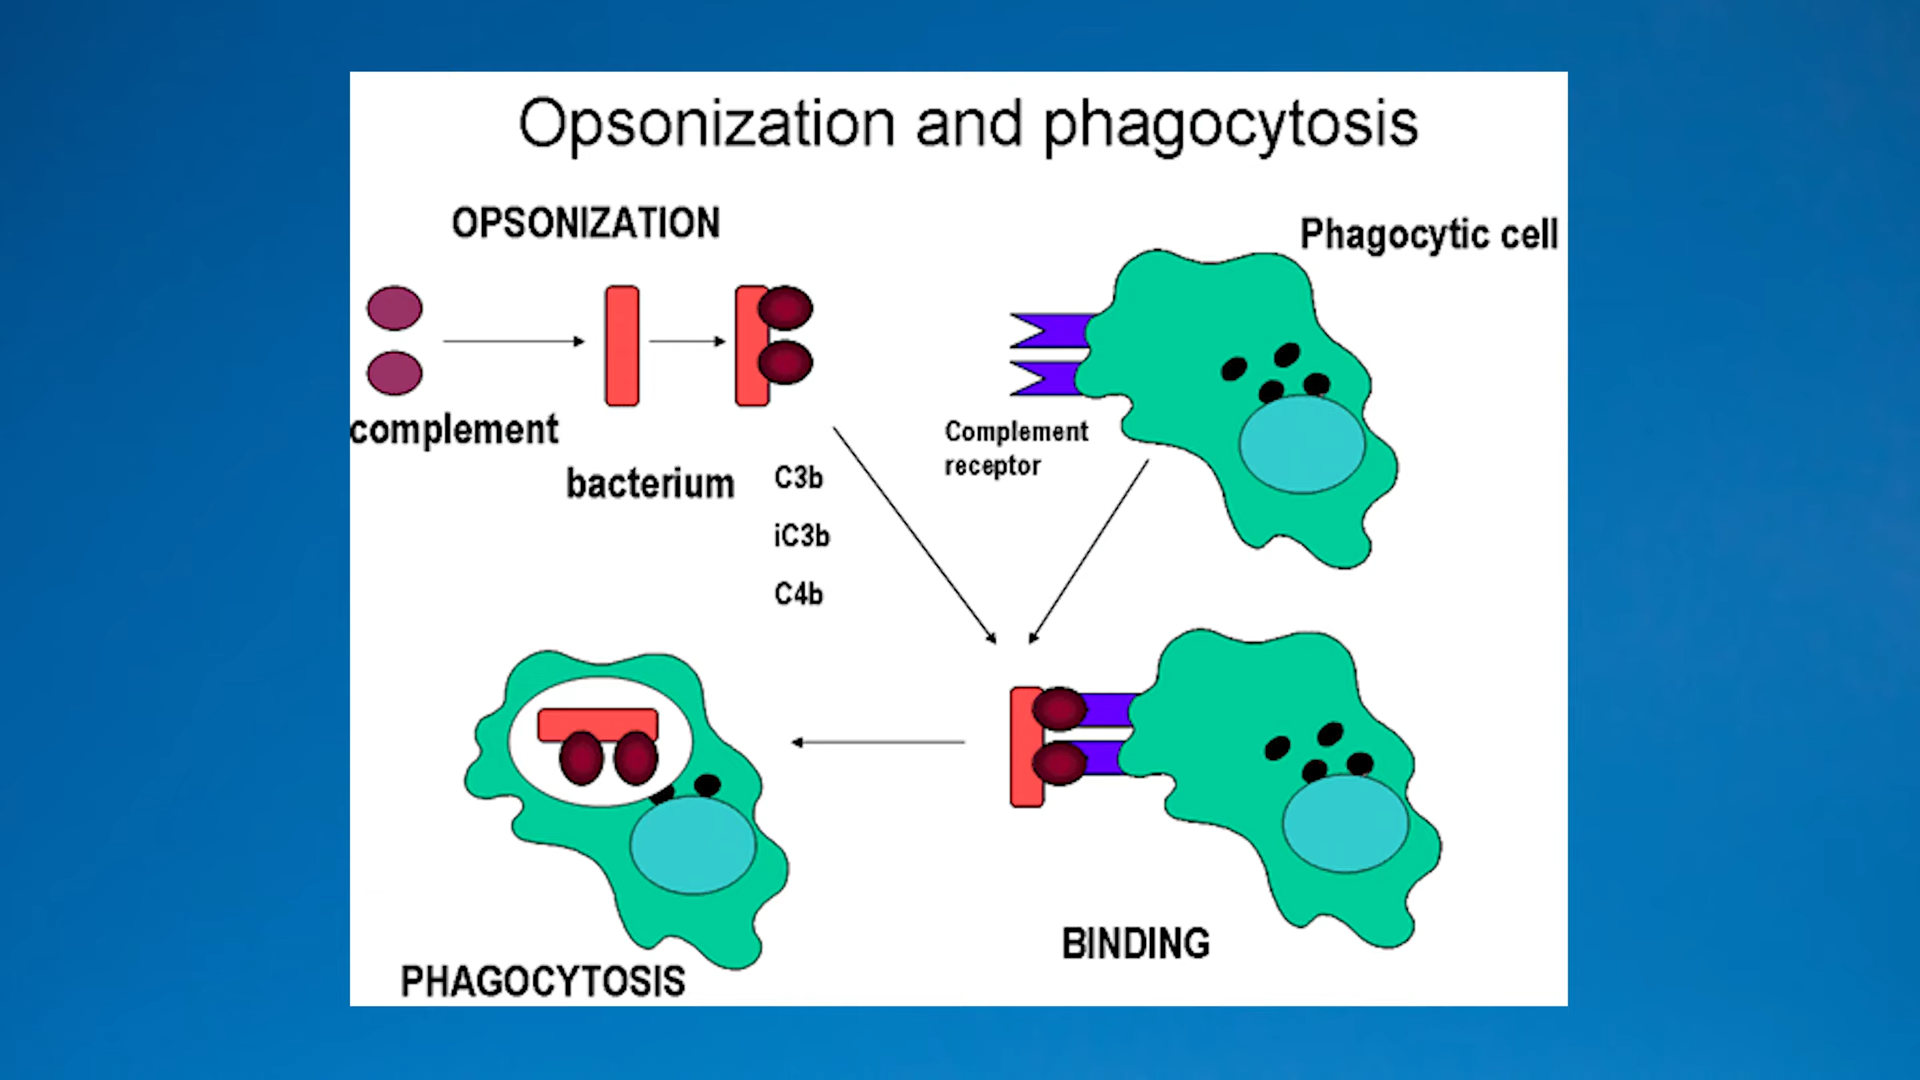 Opsonization and phagocytosis
OPSONIZATION
Phagocytic cell
complement
bacterium
C3b
iC3b
C4b
Complement
receptor
BINDING
PHAGOCYTOSIS